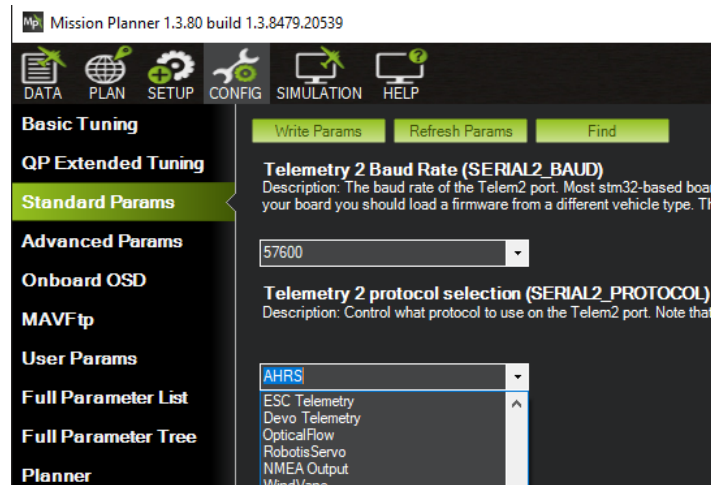 Mp Mission Planner 1.3.80 build 1.3.8479.20539
DATA PLAN SETUP CONFIG SIMULATION HELP
Basic Tuning
QP Extended Tuning
Standard Params
Advanced Params
Onboard OSD
MAVFtp
User Params
Full Parameter List
Full Parameter Tree
Planner
Write Params Refresh Params Find
Telemetry 2 Baud Rate (SERIAL2_BAUD)
Description: The baud rate of the Telem2 port. Most stm32-based boar
your board you should load a firmware from a different vehicle type. Th
57600
Telemetry 2 protocol selection (SERIAL2_PROTOCOL)
Description: Control what protocol to use on the Telem2 port. Note that
AHRS
ESC Telemetry
Devo Telemetry
OpticalFlow
RobotisServo
NMEA Output
WindVane